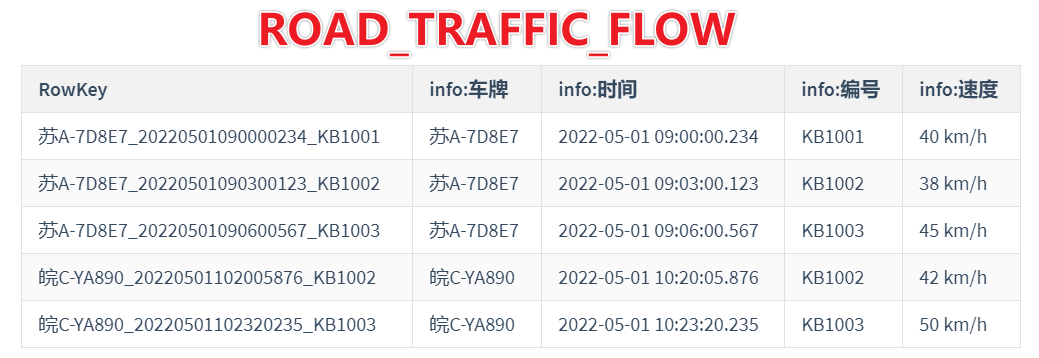 ROAD_TRAFFIC_FLOW
RowKey info:车牌 info:时间 info:编号 info:速度
苏A-7D8E7_20220501090000234_KB1001 苏A-7D8E7 2022-05-01 09:00:00.234 KB1001 40 km/h
苏A-7D8E7_20220501090300123_KB1002 苏A-7D8E7 2022-05-01 09:03:00.123 KB1002 38 km/h
苏A-7D8E7_20220501090600567_KB1003 苏A-7D8E7 2022-05-01 09:06:00.567 KB1003 45 km/h
皖C-YA890_20220501102005876_KB1002 皖C-YA890 2022-05-01 10:20:05.876 KB1002 42 km/h
皖C-YA890_20220501102320235_KB1003 皖C-YA890 2022-05-01 10:23:20.235 KB1003 50 km/h